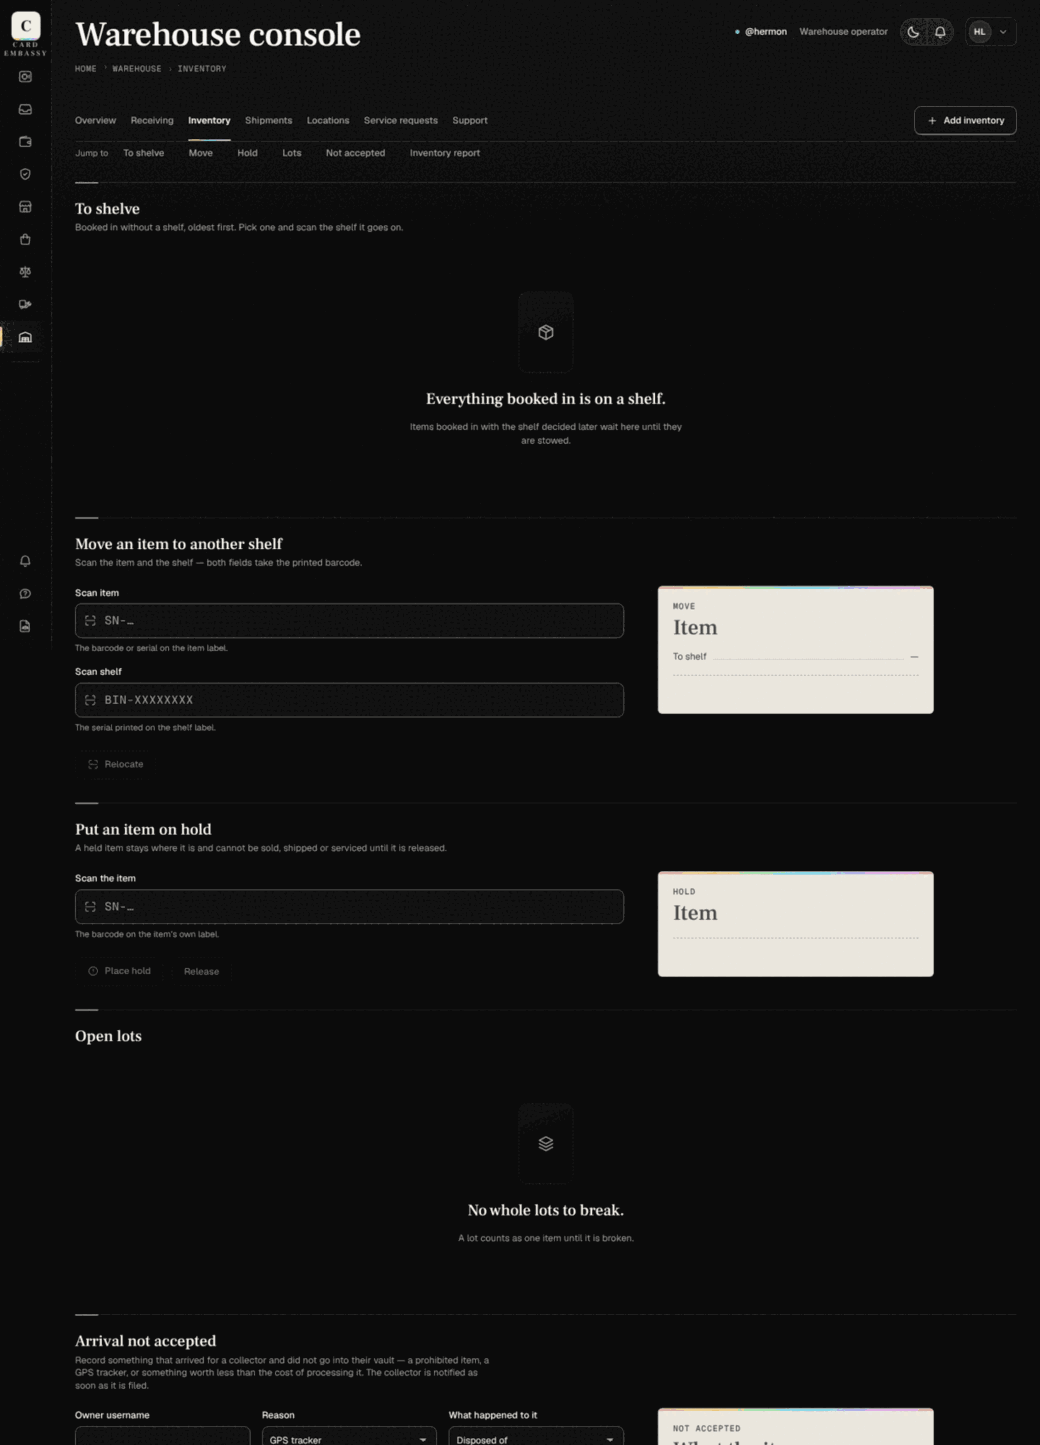 C
CARD
EMBASSY
Warehouse console
@hermon
Warehouse operator
HL
HOME › WAREHOUSE › INVENTORY
Overview
Receiving
Inventory
Shipments
Locations
Service requests
Support
+ Add inventory
Jump to
To shelve
Move
Hold
Lots
Not accepted
Inventory report
To shelve
Booked in without a shelf, oldest first. Pick one and scan the shelf it goes on.
Everything booked in is on a shelf.
Items booked in with the shelf decided later wait here until they
are stowed.
Move an item to another shelf
Scan the item and the shelf — both fields take the printed barcode.
Scan item
SN-…
The barcode or serial on the item label.
Scan shelf
BIN-XXXXXXXX
The serial printed on the shelf label.
Relocate
MOVE
Item
To shelf —
Put an item on hold
A held item stays where it is and cannot be sold, shipped or serviced until it is released.
Scan the item
SN-…
The barcode on the item's own label.
Place hold
Release
HOLD
Item
Open lots
No whole lots to break.
A lot counts as one item until it is broken.
Arrival not accepted
Record something that arrived for a collector and did not go into their vault — a prohibited item, a
GPS tracker, or something worth less than the cost of processing it. The collector is notified as
soon as it is filed.
Owner username
Reason
What happened to it
GPS tracker
Disposed of
NOT ACCEPTED